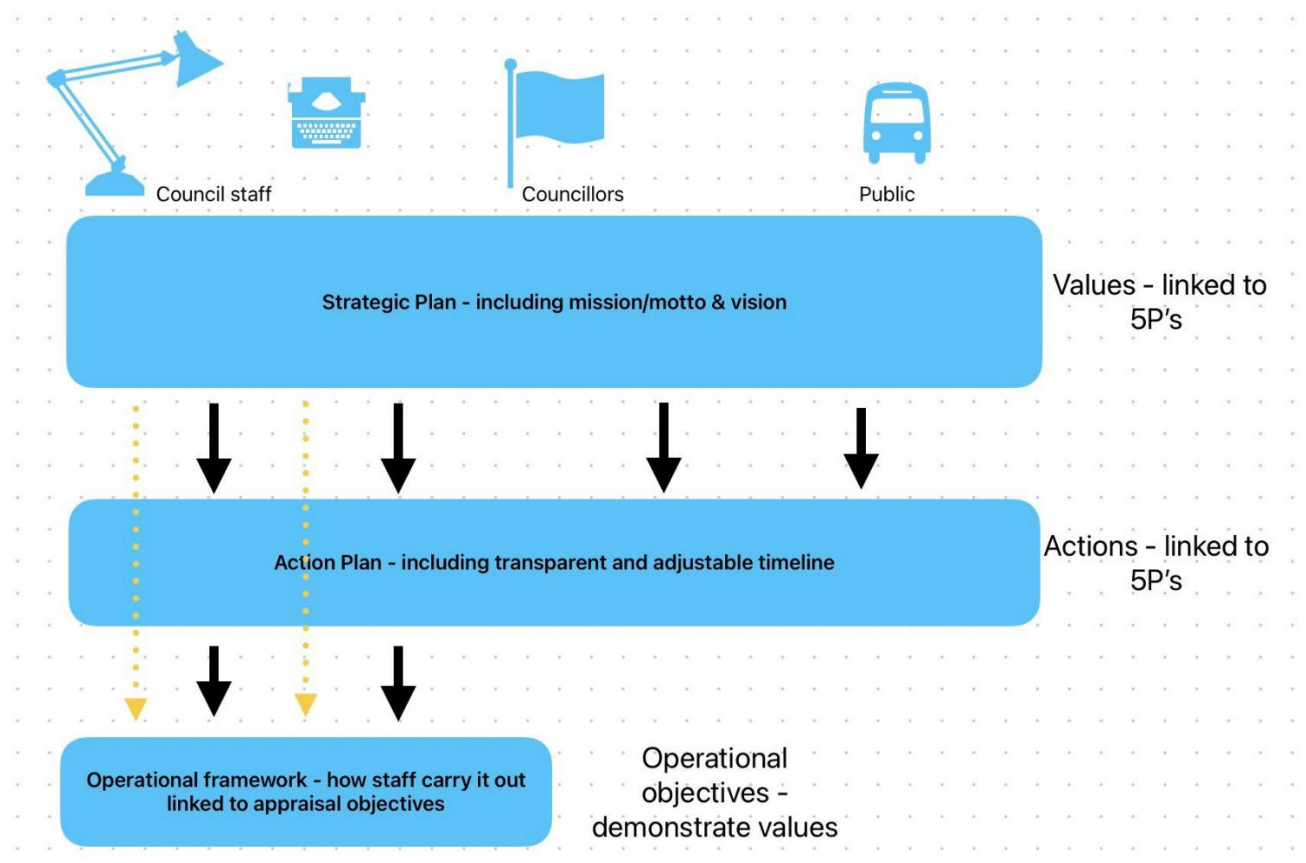 Council staff
Councillors
Public
Strategic Plan - including mission/motto & vision
Values - linked to
5P's
Action Plan - including transparent and adjustable timeline
Actions - linked to
5P's
Operational framework - how staff carry it out
linked to appraisal objectives
Operational
objectives -
demonstrate values